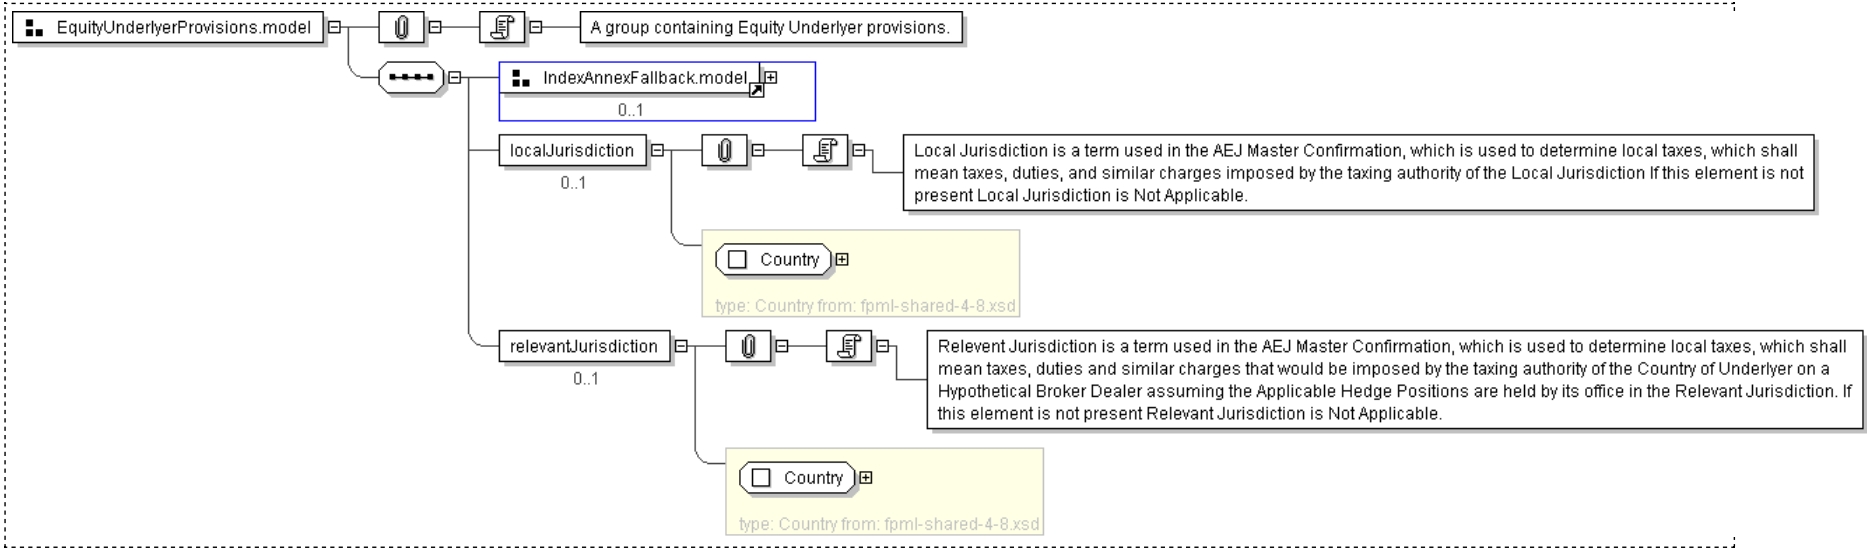 EquityUnderlyerProvisions.model
A group containing Equity Underlyer provisions.
IndexAnnexFallback.model
0..1
localJurisdiction
0..1
Local Jurisdiction is a term used in the AEJ Master Confirmation, which is used to determine local taxes, which shall
mean taxes, duties, and similar charges imposed by the taxing authority of the Local Jurisdiction If this element is not
present Local Jurisdiction is Not Applicable.
Country
type: Country from: fpml-shared-4-8.xsd
relevantJurisdiction
0..1
Relevent Jurisdiction is a term used in the AEJ Master Confirmation, which is used to determine local taxes, which shall
mean taxes, duties and similar charges that would be imposed by the taxing authority of the Country of Underlyer on a
Hypothetical Broker Dealer assuming the Applicable Hedge Positions are held by its office in the Relevant Jurisdiction. If
this element is not present Relevant Jurisdiction is Not Applicable.
Country
type: Country from: fpml-shared-4-8.xsd